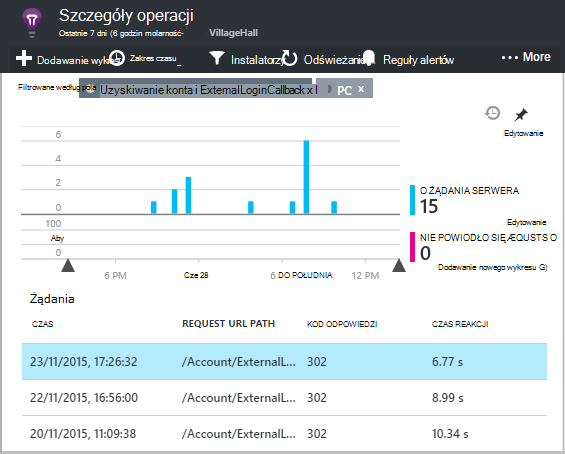 Szczegóły operacji
Ostatnie 7 dni (6 godzin molarność- VillageHall
Dodawanie wykres Zakres czasu_ Instalatorzy Odświeżanie Reguły alertów ••• More
Filtrowane według pola Uzyskiwanie konta i ExternalLoginCallback x PC x
Edytowanie
6
4
2
0
O ŻĄDANIA SERWERA
15
Edytowanie
100
Aby
0
NIE POWIODŁO SIĘ ÆQUSTS O
0
Dodawanie nowego wykresu G)
6 PM Cze 28 6 DO POŁUDNIA 12 PM
Żądania
CZAS REQUEST URL PATH KOD ODPOWIEDZI CZAS REAKCJI
23/11/2015, 17:26:32 /Account/ExternalL... 302 6.77 s
22/11/2015, 16:56:00 /Account/ExternalL... 302 8.99 s
20/11/2015, 11:09:38 /Account/ExternalL... 302 10.34 s